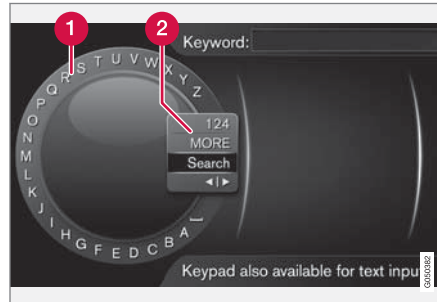 1
2
Keyword:
A B C D E F G H I J K L M N O P Q R S T U V W X Y Z
124
MORE
Search
Keypad also available for text input
G050382